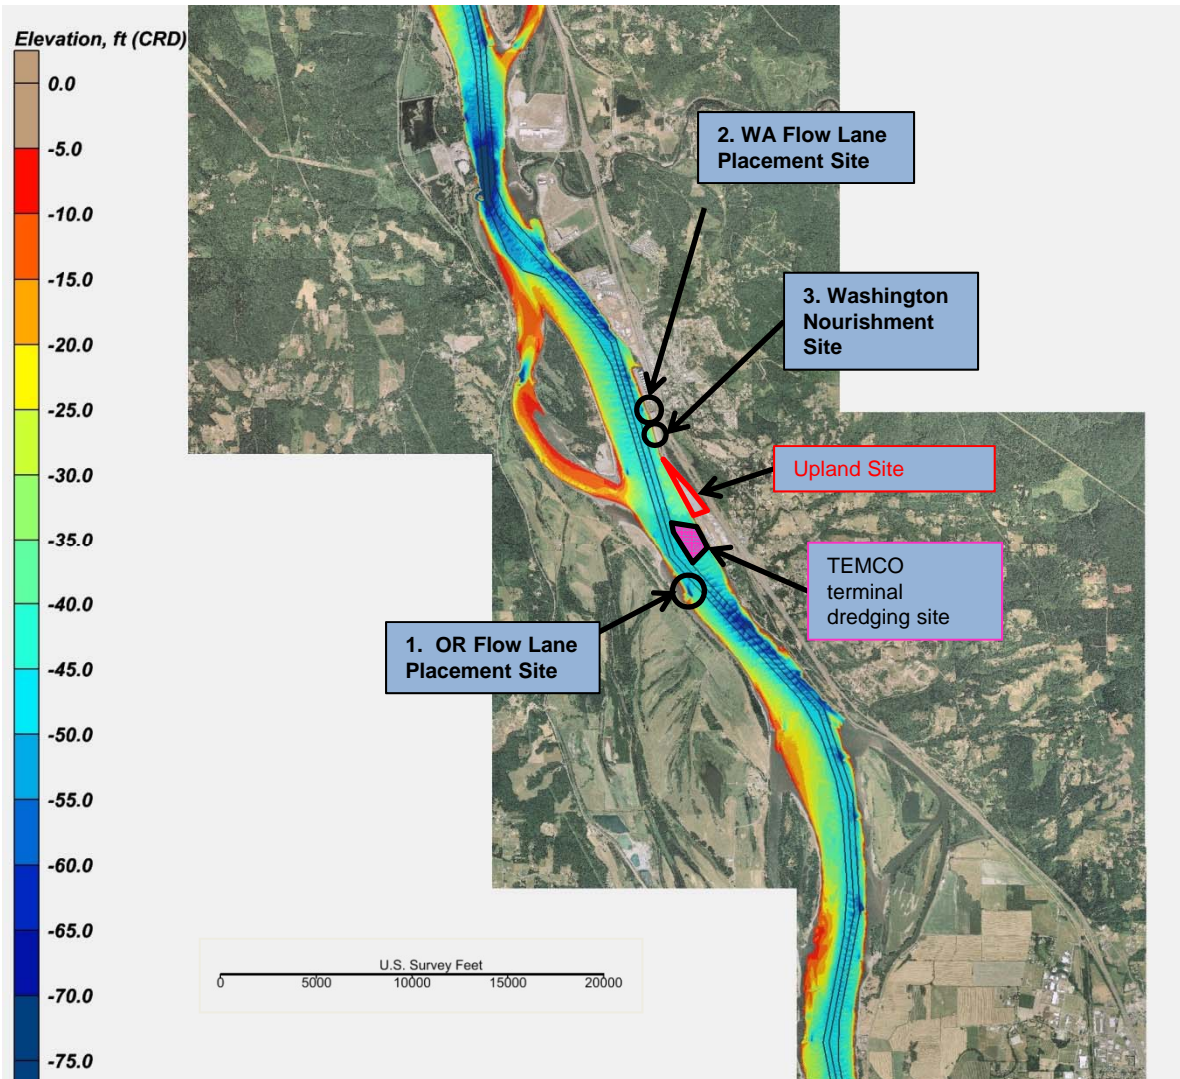 Elevation, ft (CRD)
0.0
-5.0
-10.0
-15.0
-20.0
-25.0
-30.0
-35.0
-40.0
-45.0
-50.0
-55.0
-60.0
-65.0
-70.0
-75.0
2. WA Flow Lane
Placement Site
3. Washington
Nourishment
Site
Upland Site
TEMCO
terminal
dredging site
1. OR Flow Lane
Placement Site
U.S. Survey Feet
0 5000 10000 15000 20000